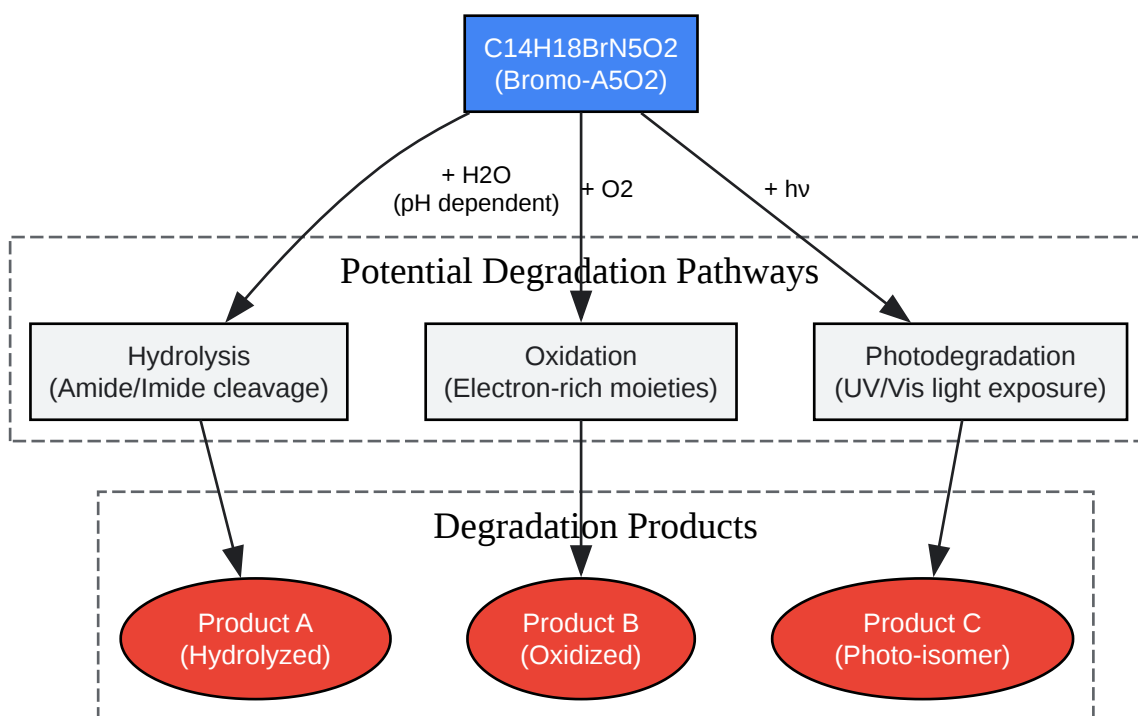 C14H18BrN5O2
(Bromo-A5O2)
+ H2O
(pH dependent)
+ O2
+ hν
Potential Degradation Pathways
Hydrolysis
(Amide/Imide cleavage)
Oxidation
(Electron-rich moieties)
Photodegradation
(UV/Vis light exposure)
Degradation Products
Product A
(Hydrolyzed)
Product B
(Oxidized)
Product C
(Photo-isomer)